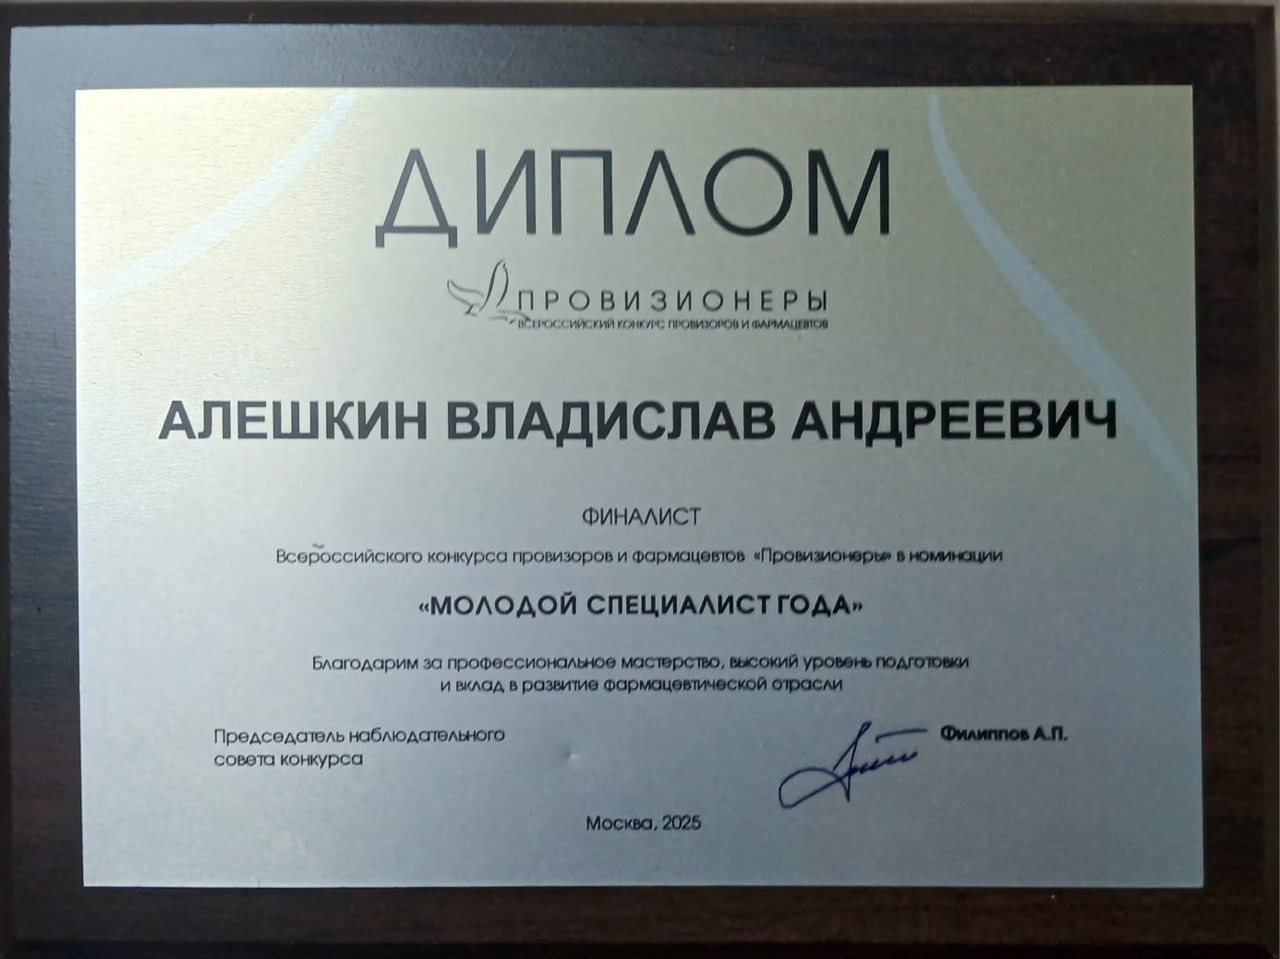 ДИПЛОМ
ПРОВИЗИОНЕРЫ
ВСЕРОССИЙСКИЙ КОНКУРС ПРОВИЗОРОВ И ФАРМАЦЕВТОВ
АЛЕШКИН ВЛАДИСЛАВ АНДРЕЕВИЧ
ФИНАЛИСТ
Всероссийского конкурса провизоров и фармацевтов «Провизионеры» в номинации
«МОЛОДОЙ СПЕЦИАЛИСТ ГОДА»
Благодарим за профессиональное мастерство, высокий уровень подготовки
и вклад в развитие фармацевтической отрасли
Председатель наблюдательного
совета конкурса
Филиппов А.П.
Москва, 2025